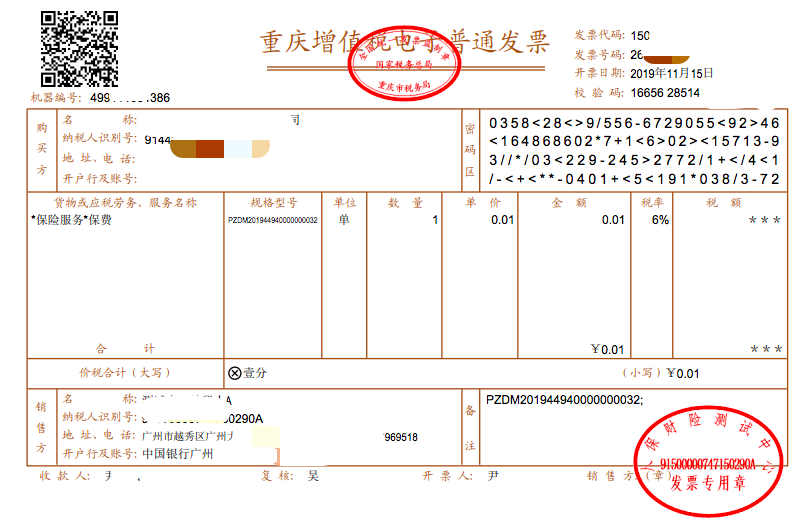 重庆增值税电子普通发票
全国统一发票监制章
国家税务总局
重庆市税务局
发票代码: 150
发票号码: 26
开票日期: 2019年11月15日
校 验 码: 16656 28514
机器编号: 499 386
购买方
名 称: 司
纳税人识别号: 9144
地 址、电 话:
开户行及账号:
密码区
0358<28<>9/556-6729055<92>46
<164868602*7+1<6>02><15713-9
3//*/03<229-245>2772/1+</4<1
/-<+<**-0401+<5<191*038/3-72
货物或应税劳务、服务名称 规格型号 单位 数 量 单 价 金 额 税率 税 额
*保险服务*保费 PZDM201944940000000032 单 1 0.01 0.01 6% ***
合 计 ￥0.01 ***
价税合计（大写） ⊗壹分 （小写）￥0.01
销售方
名 称:
纳税人识别号: 0290A
地 址、电 话: 广州市越秀区广州 969518
开户行及账号: 中国银行广州
备注
PZDM201944940000000032;
收 款 人: 尹 复 核: 吴 开 票 人: 尹 销 售 方:（章）
人保财险测试中心
91500000747150290A
发票专用章